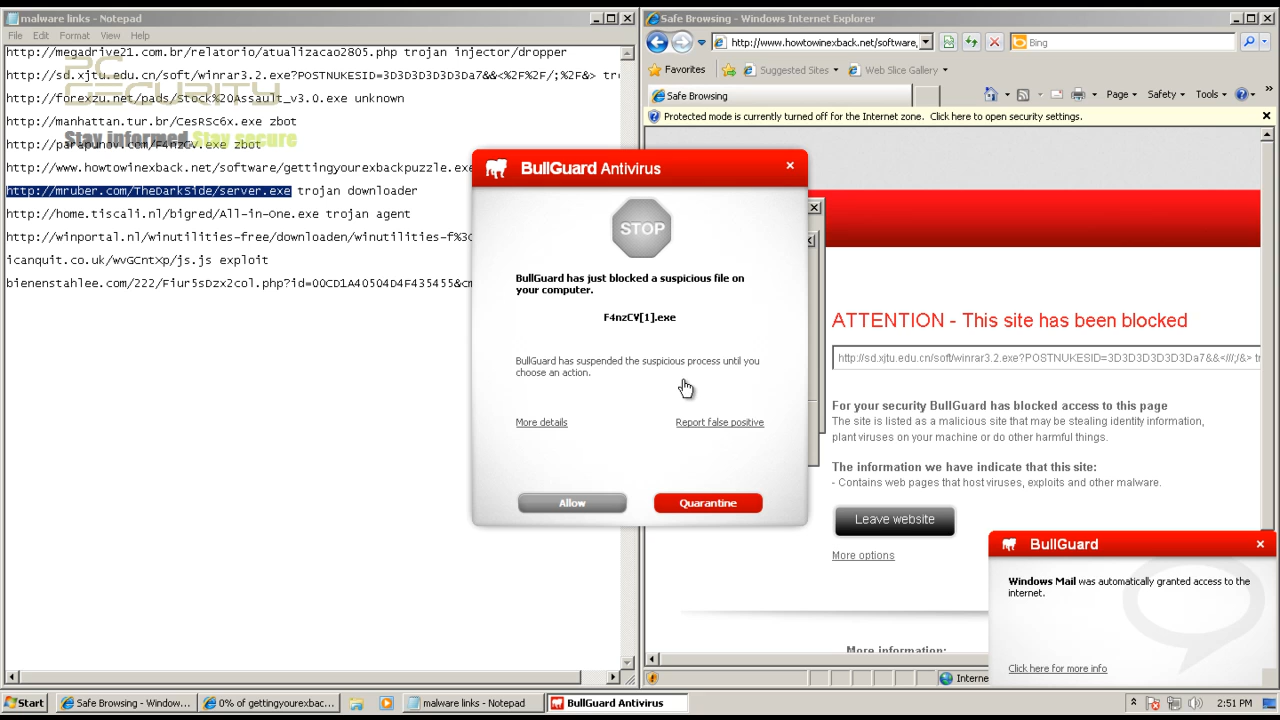 malware links - Notepad
File Edit Format View Help
http://megadrive21.com.br/relatorio/atualizacao2805.php trojan injector/dropper
http://sd.xjtu.edu.cn/soft/winrar3.2.exe?POSTNUKESID=3D3D3D3D3D3Da7&&<%2F%2F/;%2F&> tro
http://forexzu.net/pads/Stock%20Assault_v3.0.exe unknown
http://manhattan.tur.br/CesRSC6x.exe zbot
http://parapunov.com/F4nzCV.exe zbot
http://www.howtowinexback.net/software/gettingyourexbackpuzzle.exe
http://mruber.com/TheDarkSide/server.exe trojan downloader
http://home.tiscali.nl/bigred/All-in-One.exe trojan agent
http://winportal.nl/winutilities-free/downloaden/winutilities-f%3C
icanquit.co.uk/wvGCntXp/js.js exploit
bienenstahlee.com/222/Fiur5sDzx2col.php?id=00CD1A40504D4F435455&cm
PC
SECURITY
Stay informed.Stay secure
Safe Browsing - Windows Internet Explorer
http://www.howtowinexback.net/software,
Bing
Favorites
Suggested Sites
Web Slice Gallery
Safe Browsing
Page
Safety
Tools
Protected mode is currently turned off for the Internet zone. Click here to open security settings.
BullGuard Antivirus
STOP
BullGuard has just blocked a suspicious file on
your computer.
F4nzCV[1].exe
BullGuard has suspended the suspicious process until you
choose an action.
More details
Report false positive
Allow
Quarantine
ATTENTION - This site has been blocked
http://sd.xjtu.edu.cn/soft/winrar3.2.exe?POSTNUKESID=3D3D3D3D3D3Da7&&<///;/&> tr
For your security BullGuard has blocked access to this page
The site is listed as a malicious site that may be stealing identity information,
plant viruses on your machine or do other harmful things.
The information we have indicate that this site:
- Contains web pages that host viruses, exploits and other malware.
Leave website
More options
More information:
BullGuard
Windows Mail was automatically granted access to the
internet.
Click here for more info
Interne
Start
Safe Browsing - Window...
0% of gettingyourexbac...
malware links - Notepad
BullGuard Antivirus
2:51 PM